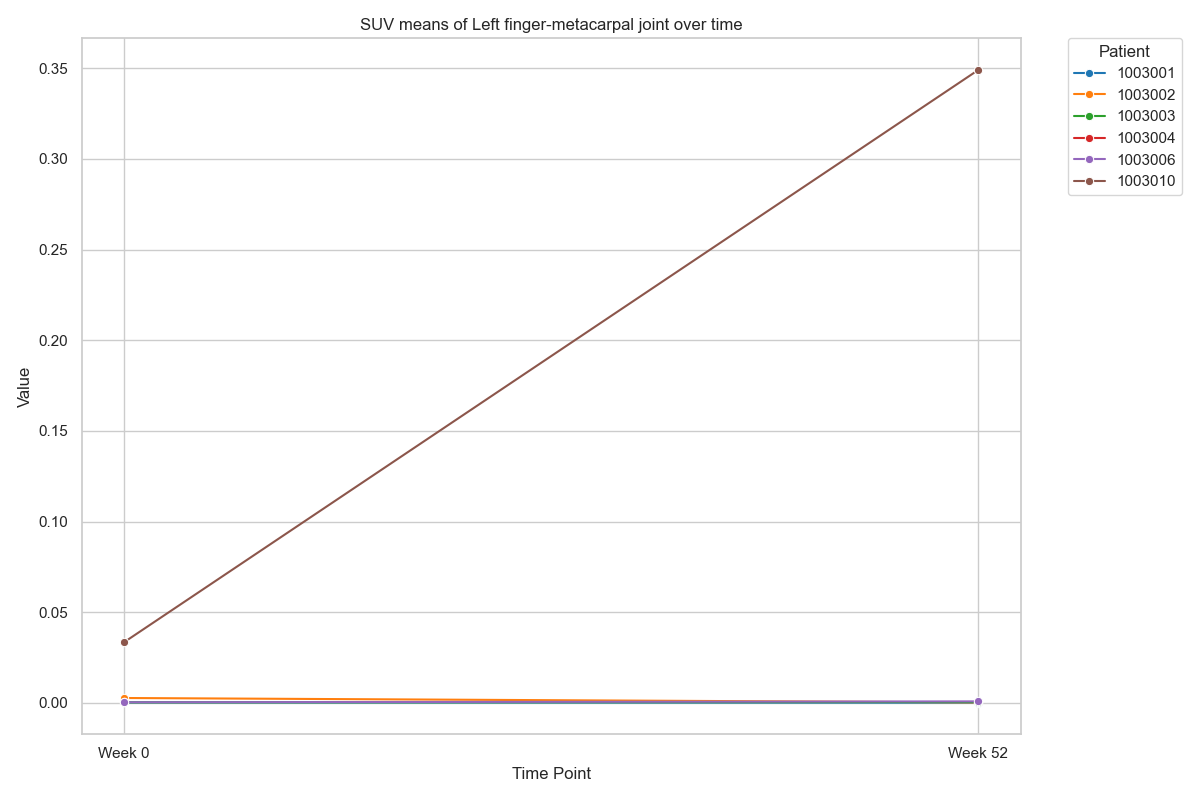 SUV means of Left finger-metacarpal joint over time
Patient
1003001
1003002
1003003
1003004
1003006
1003010
Value
0.35
0.30
0.25
0.20
0.15
0.10
0.05
0.00
Week 0
Week 52
Time Point